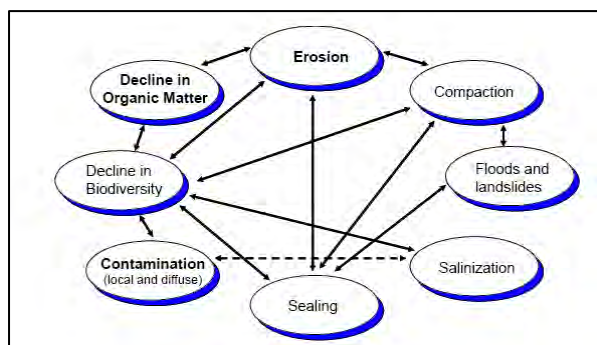 Erosion
Decline in
Organic Matter
Compaction
Decline in
Biodiversity
Floods and
landslides
Contamination
(local and diffuse)
Salinization
Sealing